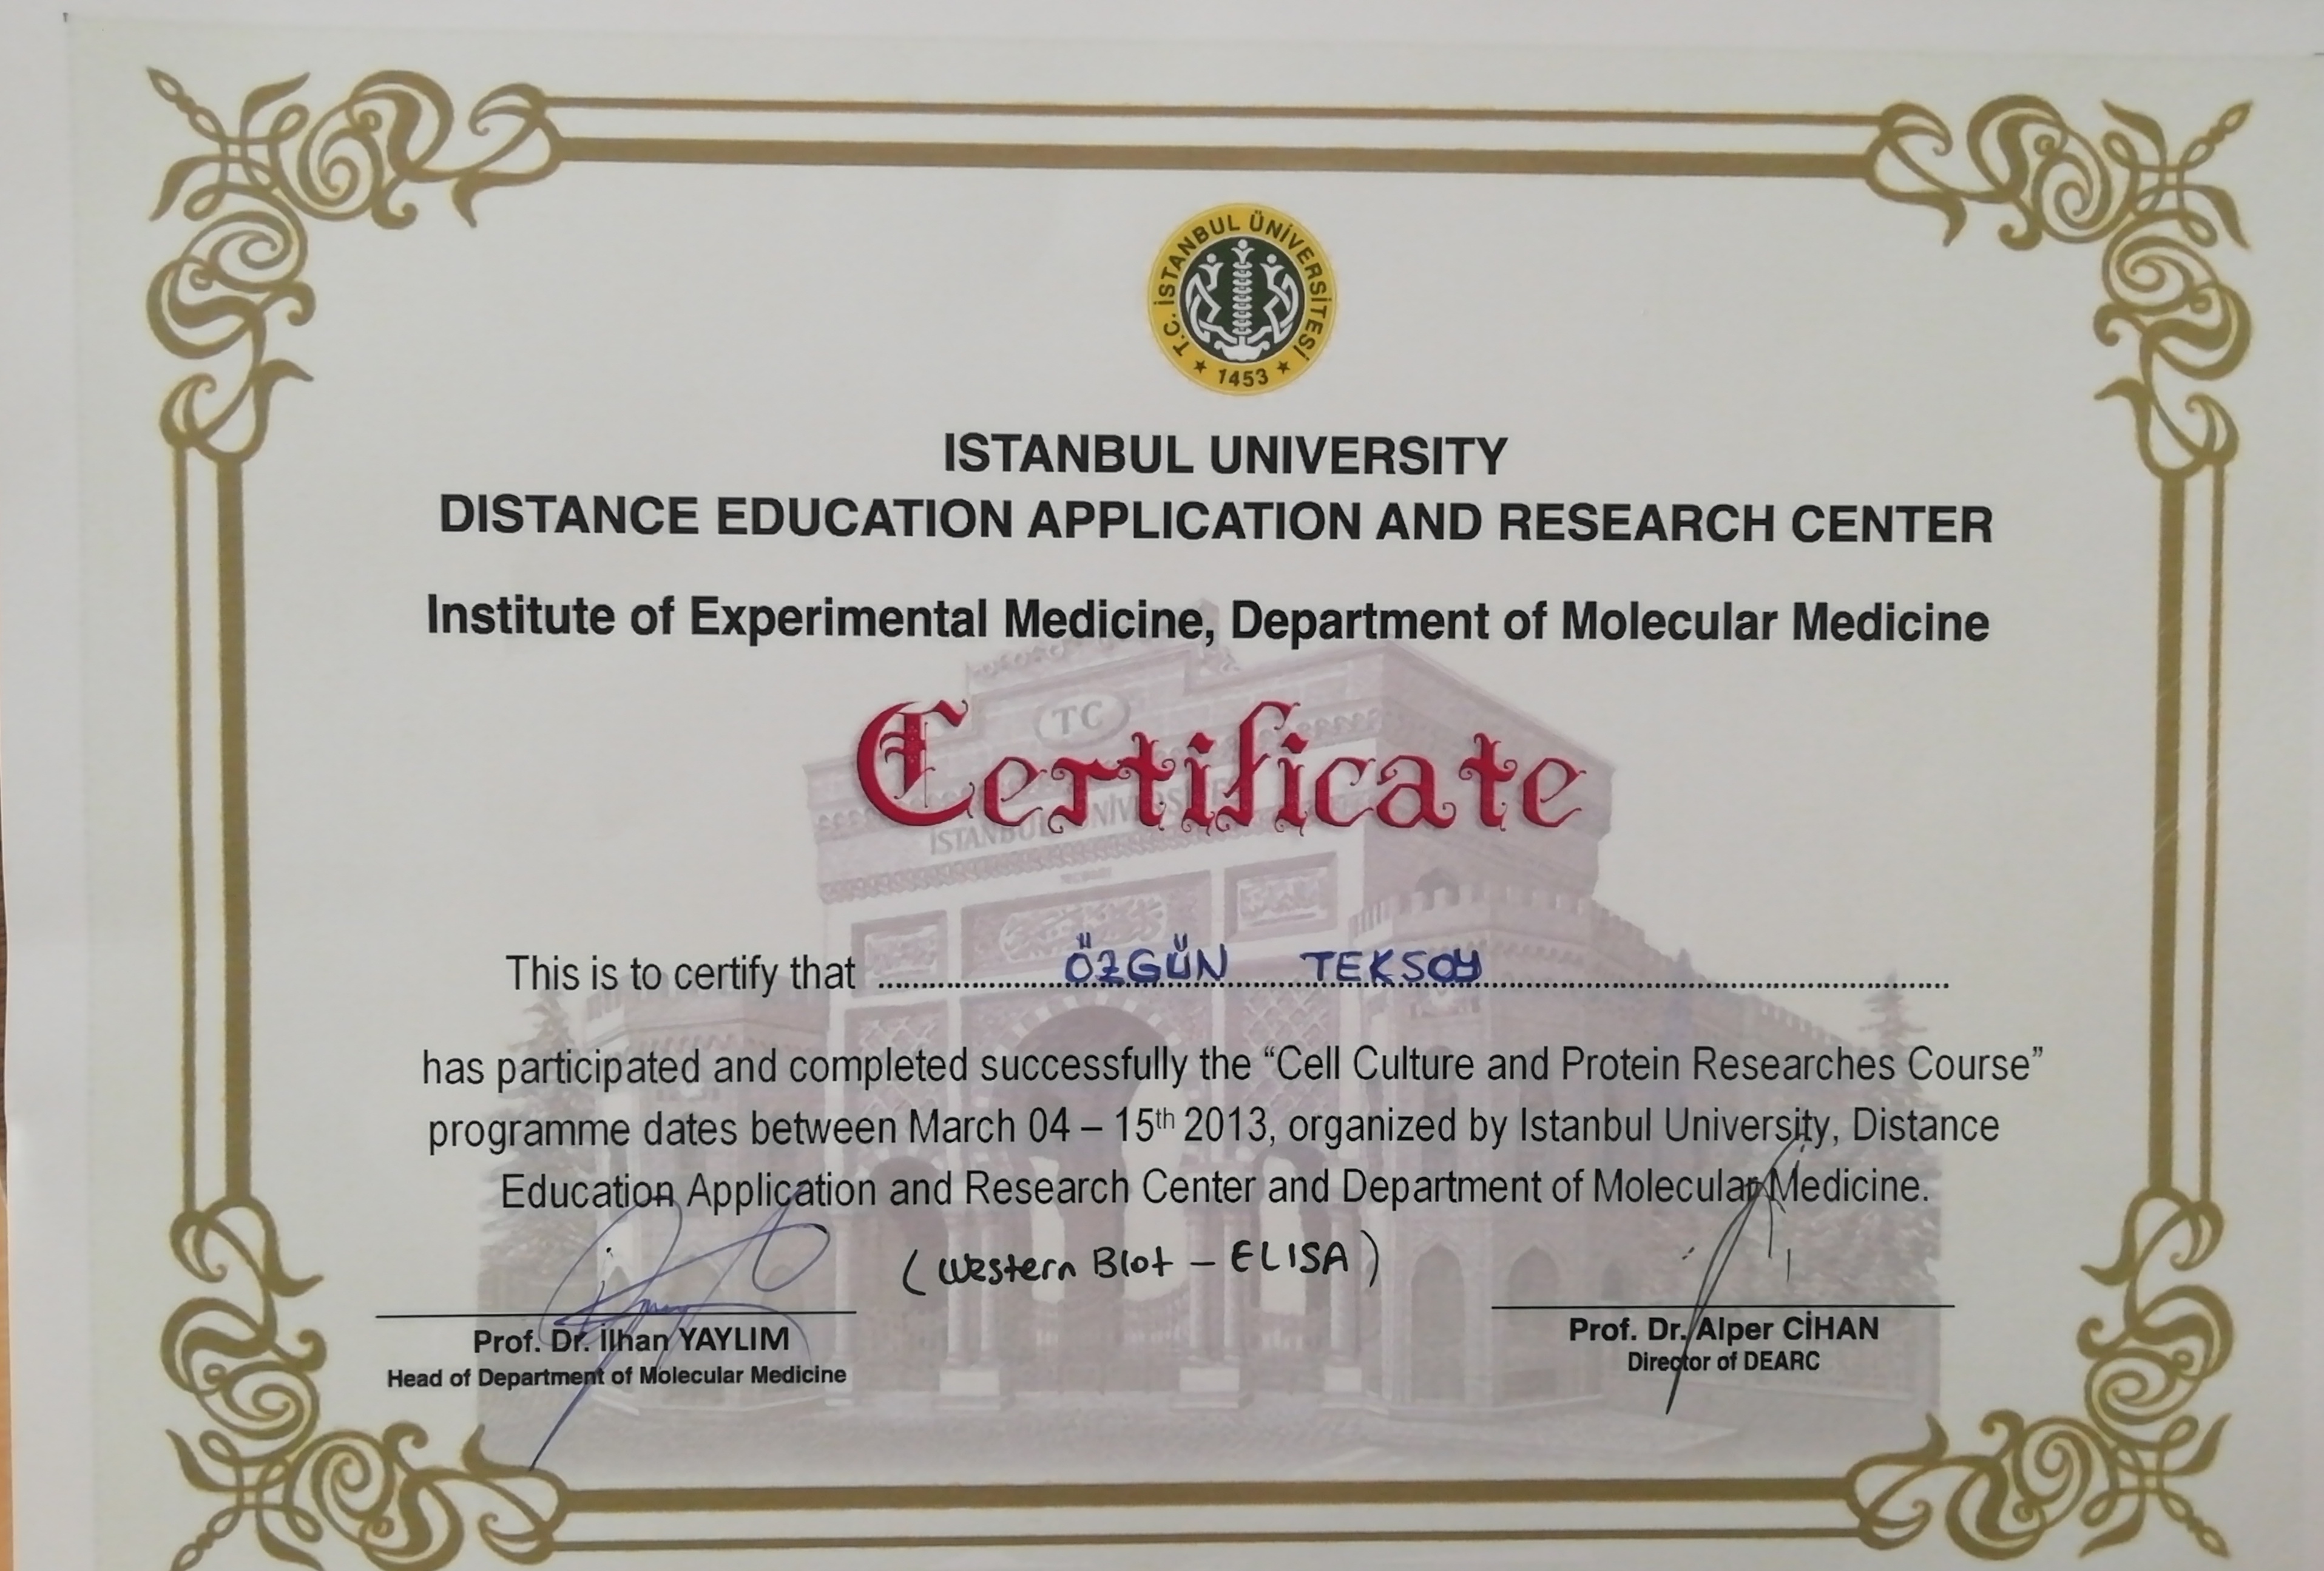 T.C. İSTANBUL ÜNİVERSİTESİ
1453
ISTANBUL UNIVERSITY
DISTANCE EDUCATION APPLICATION AND RESEARCH CENTER
Institute of Experimental Medicine, Department of Molecular Medicine
TC
Certificate
İSTANBUL ÜNİVERSİTESİ
This is to certify that ÖZGÜN TEKSOY
has participated and completed successfully the “Cell Culture and Protein Researches Course”
programme dates between March 04 – 15th 2013, organized by Istanbul University, Distance
Education Application and Research Center and Department of Molecular Medicine.
(Western Blot – ELISA)
Prof. Dr. İlhan YAYLIM
Head of Department of Molecular Medicine
Prof. Dr. Alper CİHAN
Director of DEARC